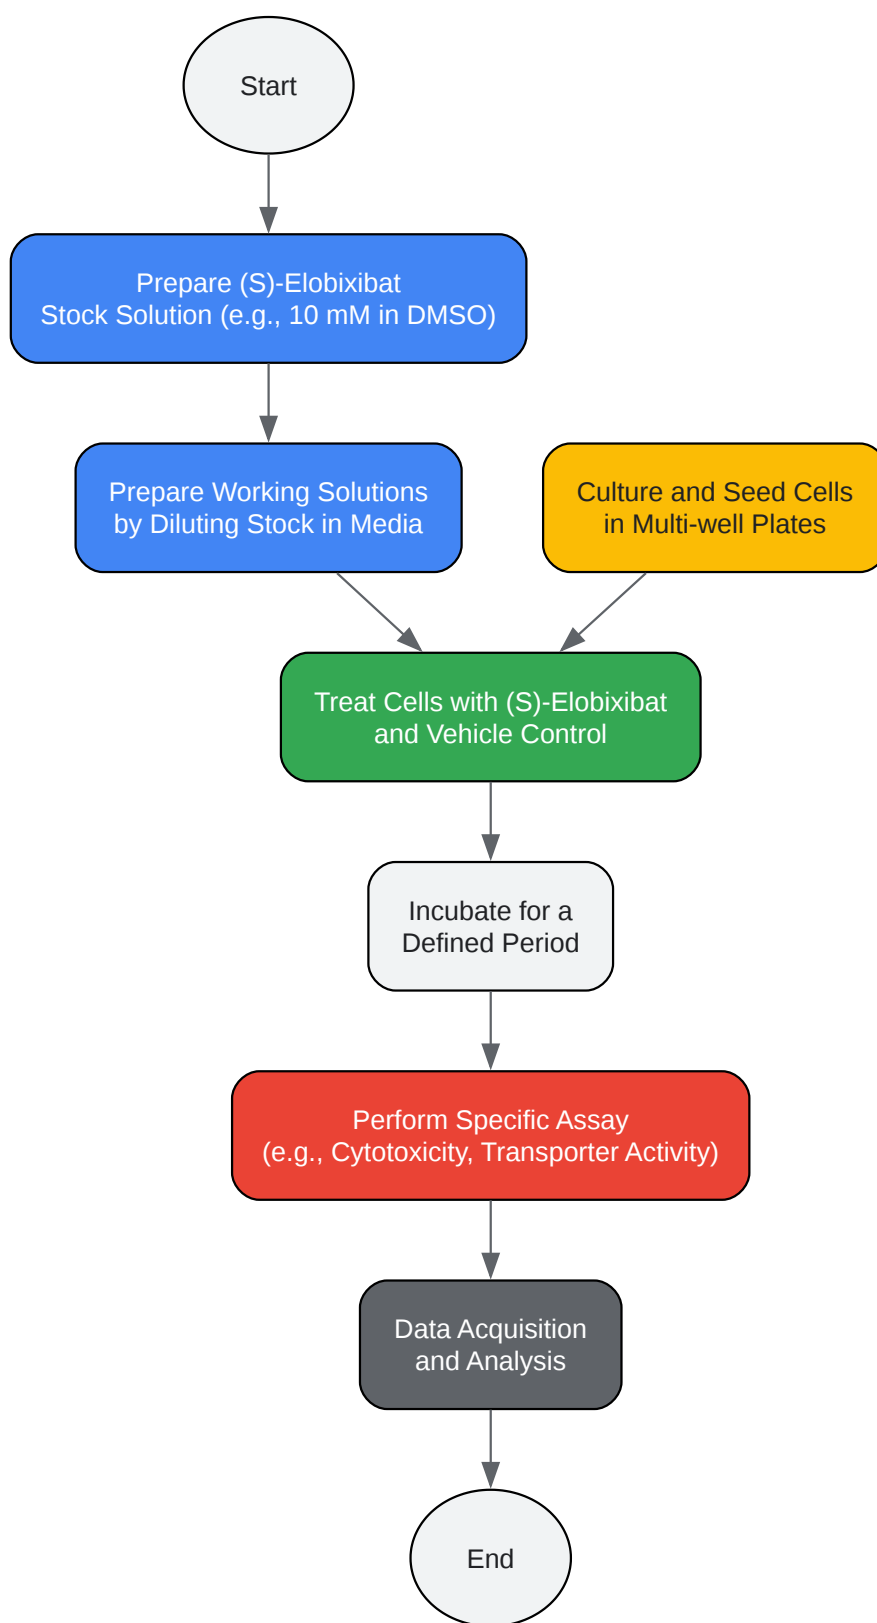 Start
Prepare (S)-Elobixibat
Stock Solution (e.g., 10 mM in DMSO)
Prepare Working Solutions
by Diluting Stock in Media
Culture and Seed Cells
in Multi-well Plates
Treat Cells with (S)-Elobixibat
and Vehicle Control
Incubate for a
Defined Period
Perform Specific Assay
(e.g., Cytotoxicity, Transporter Activity)
Data Acquisition
and Analysis
End